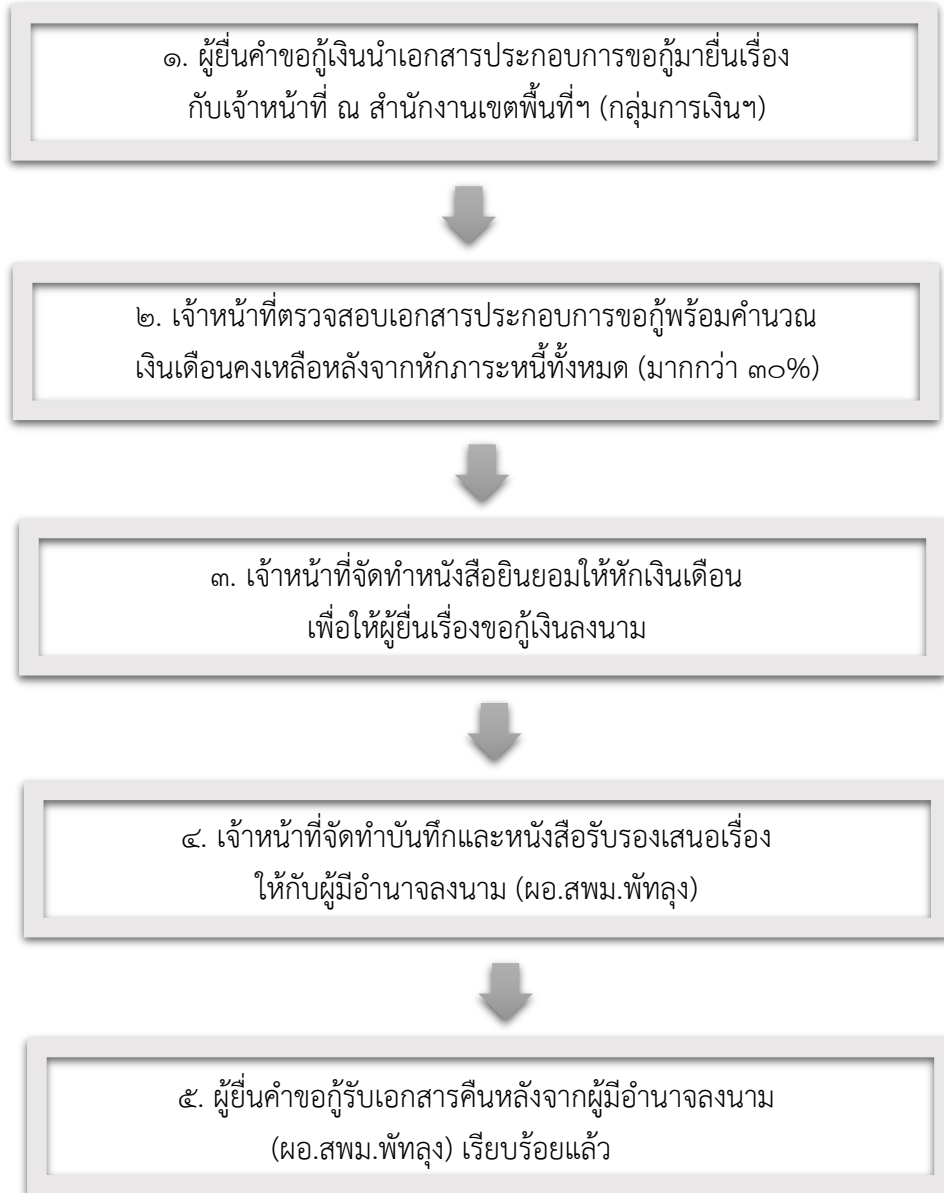 ๑. ผู้ยื่นคำขอกู้เงินนำเอกสารประกอบการขอกู้มายื่นเรื่อง
กับเจ้าหน้าที่ ณ สำนักงานเขตพื้นที่ฯ (กลุ่มการเงินฯ)
๒. เจ้าหน้าที่ตรวจสอบเอกสารประกอบการขอกู้พร้อมคำนวณ
เงินเดือนคงเหลือหลังจากหักภาระหนี้ทั้งหมด (มากกว่า ๓๐%)
๓. เจ้าหน้าที่จัดทำหนังสือยินยอมให้หักเงินเดือน
เพื่อให้ผู้ยื่นเรื่องขอกู้เงินลงนาม
๔. เจ้าหน้าที่จัดทำบันทึกและหนังสือรับรองเสนอเรื่อง
ให้กับผู้มีอำนาจลงนาม (ผอ.สพม.พัทลุง)
๕. ผู้ยื่นคำขอกู้รับเอกสารคืนหลังจากผู้มีอำนาจลงนาม
(ผอ.สพม.พัทลุง) เรียบร้อยแล้ว